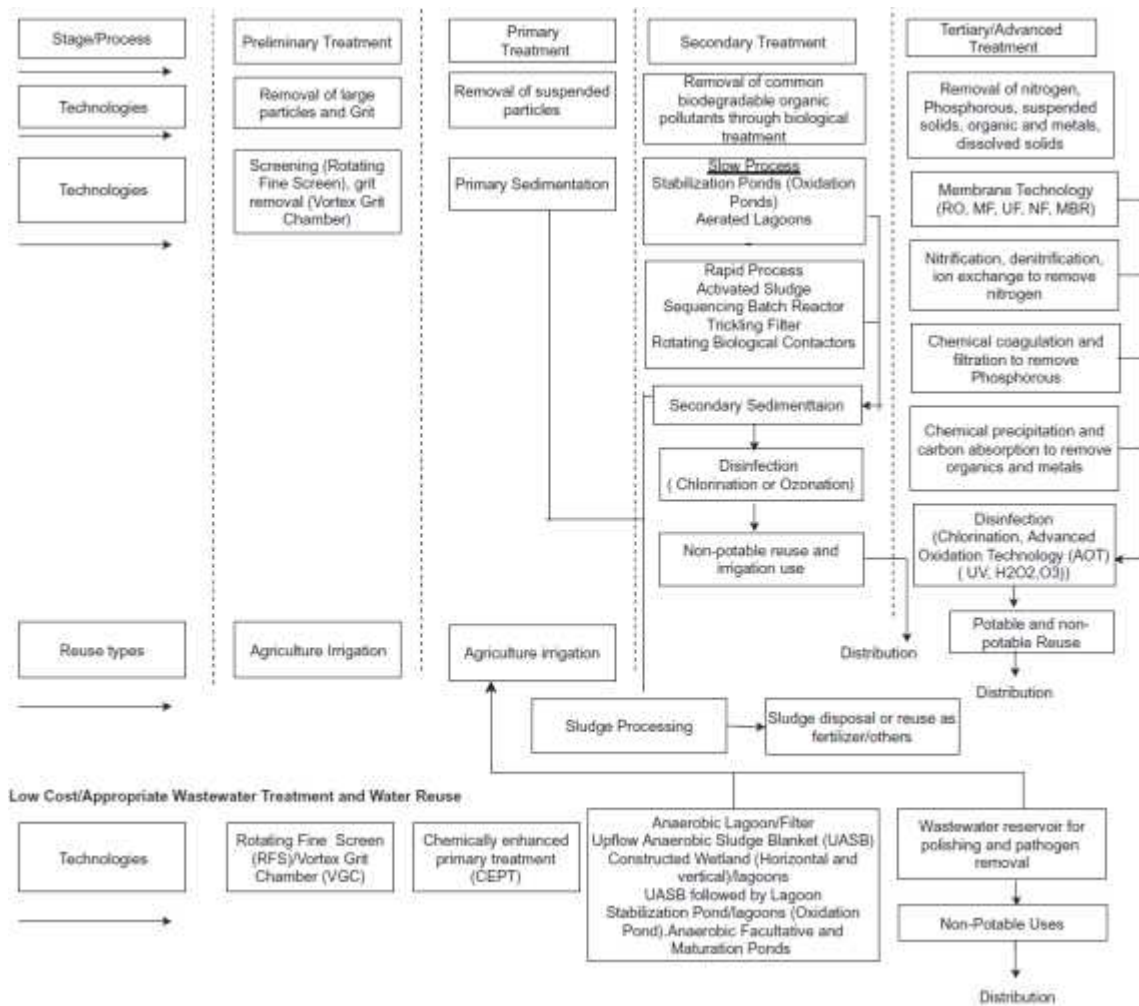 Stage/Process
Preliminary Treatment
Primary
Treatment
Secondary Treatment
Tertiary/Advanced
Treatment
Technologies
Removal of large
particles and Grit
Removal of suspended
particles
Removal of common
biodegradable organic
pollutants through biological
treatment
Removal of nitrogen,
Phosphorous, suspended
solids, organic and metals,
dissolved solids
Technologies
Screening (Rotating
Fine Screen), grit
removal (Vortex Grit
Chamber)
Primary Sedimentation
Slow Process
Stabilization Ponds (Oxidation
Ponds)
Aerated Lagoons
Membrane Technology
(RO, MF, UF, NF, MBR)
Rapid Process
Activated Sludge
Sequencing Batch Reactor
Trickling Filter
Rotating Biological Contactors
Nitrification, denitrification,
ion exchange to remove
nitrogen
Chemical coagulation and
filtration to remove
Phosphorous
Secondary Sedimenttaion
Chemical precipitation and
carbon absorption to remove
organics and metals
Disinfection
( Chlorination or Ozonation)
Disinfection
(Chlorination, Advanced
Oxidation Technology (AOT)
( UV, H2O2,O3))
Non-potable reuse and
irrigation use
Potable and non-
potable Reuse
Reuse types
Agriculture Irrigation
Agriculture irrigation
Distribution
Distribution
Sludge Processing
Sludge disposal or reuse as
fertilizer/others
Low Cost/Appropriate Wastewater Treatment and Water Reuse
Technologies
Rotating Fine Screen
(RFS)/Vortex Grit
Chamber (VGC)
Chemically enhanced
primary treatment
(CEPT)
Anaerobic Lagoon/Filter
Upflow Anaerobic Sludge Blanket (UASB)
Constructed Wetland (Horizontal and
vertical)/lagoons
UASB followed by Lagoon
Stabilization Pond/lagoons (Oxidation
Pond).Anaerobic Facultative and
Maturation Ponds
Wastewater reservoir for
polishing and pathogen
removal
Non-Potable Uses
Distribution